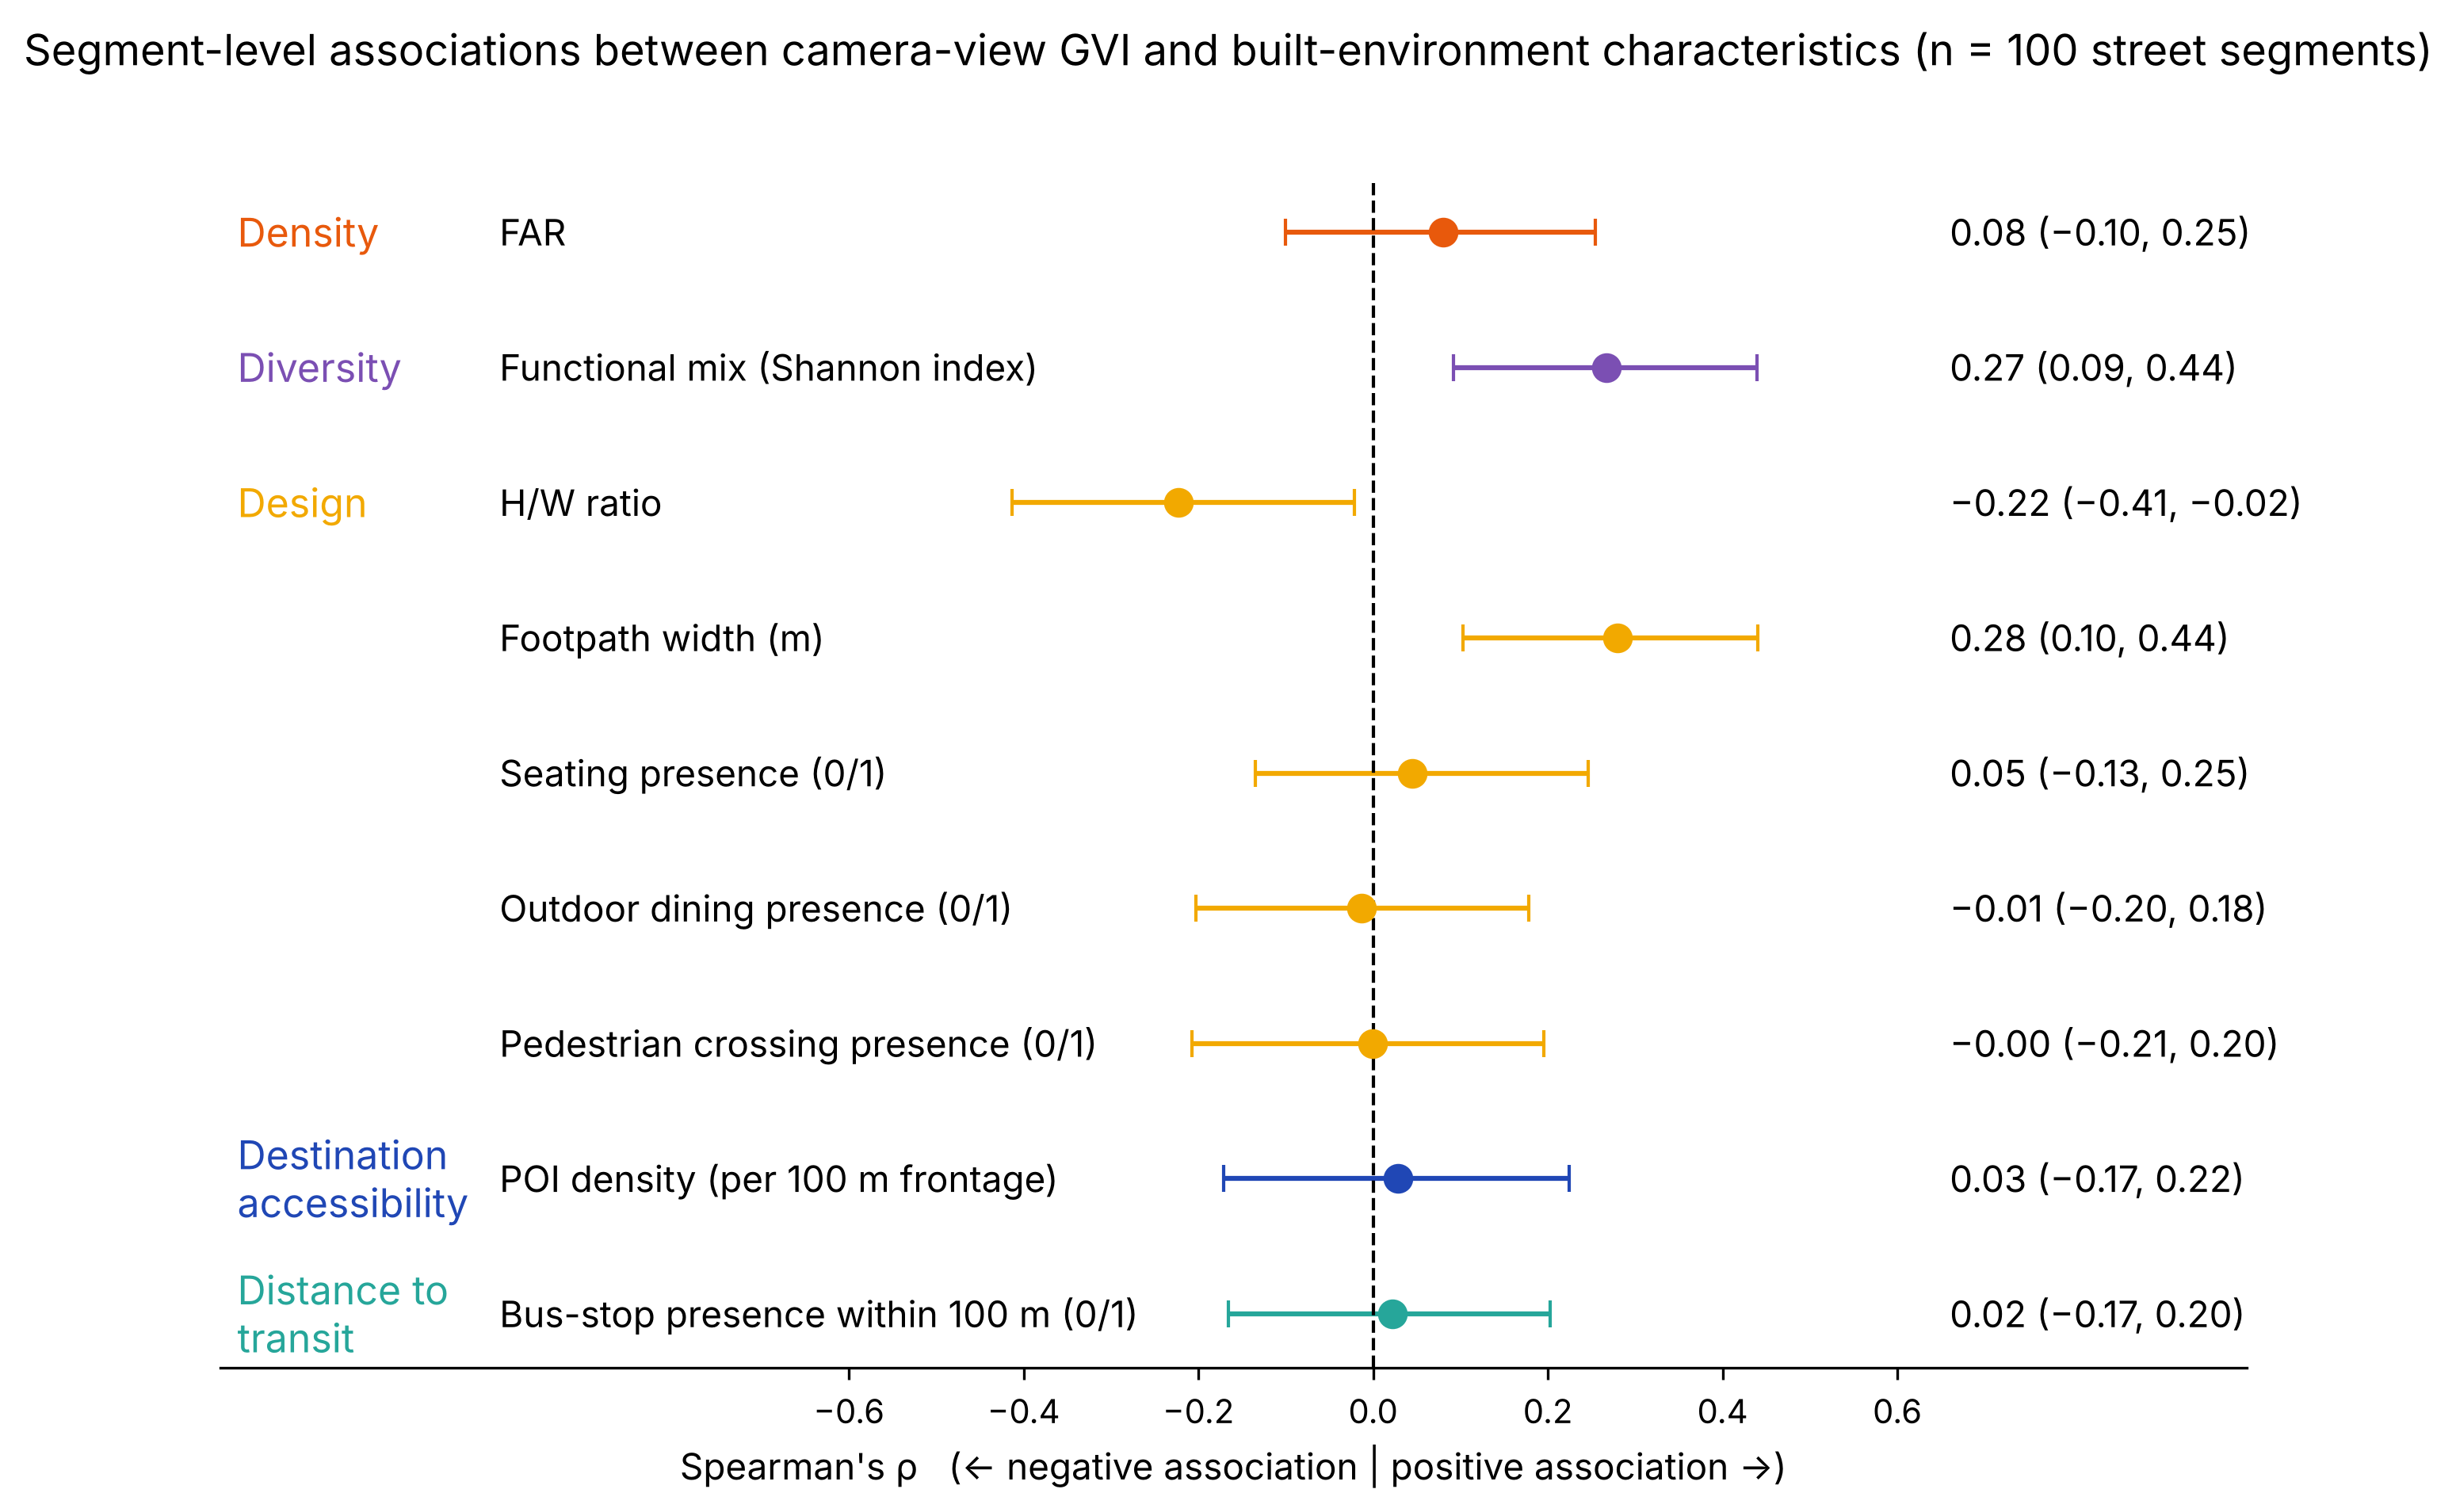 Segment-level associations between camera-view GVI and built-environment characteristics (n = 100 street segments)
Density FAR 0.08 (−0.10, 0.25)
Diversity Functional mix (Shannon index) 0.27 (0.09, 0.44)
Design H/W ratio −0.22 (−0.41, −0.02)
Footpath width (m) 0.28 (0.10, 0.44)
Seating presence (0/1) 0.05 (−0.13, 0.25)
Outdoor dining presence (0/1) −0.01 (−0.20, 0.18)
Pedestrian crossing presence (0/1) −0.00 (−0.21, 0.20)
Destination
accessibility
POI density (per 100 m frontage) 0.03 (−0.17, 0.22)
Distance to
transit
Bus-stop presence within 100 m (0/1) 0.02 (−0.17, 0.20)
−0.6 −0.4 −0.2 0.0 0.2 0.4 0.6
Spearman's ρ (← negative association | positive association →)